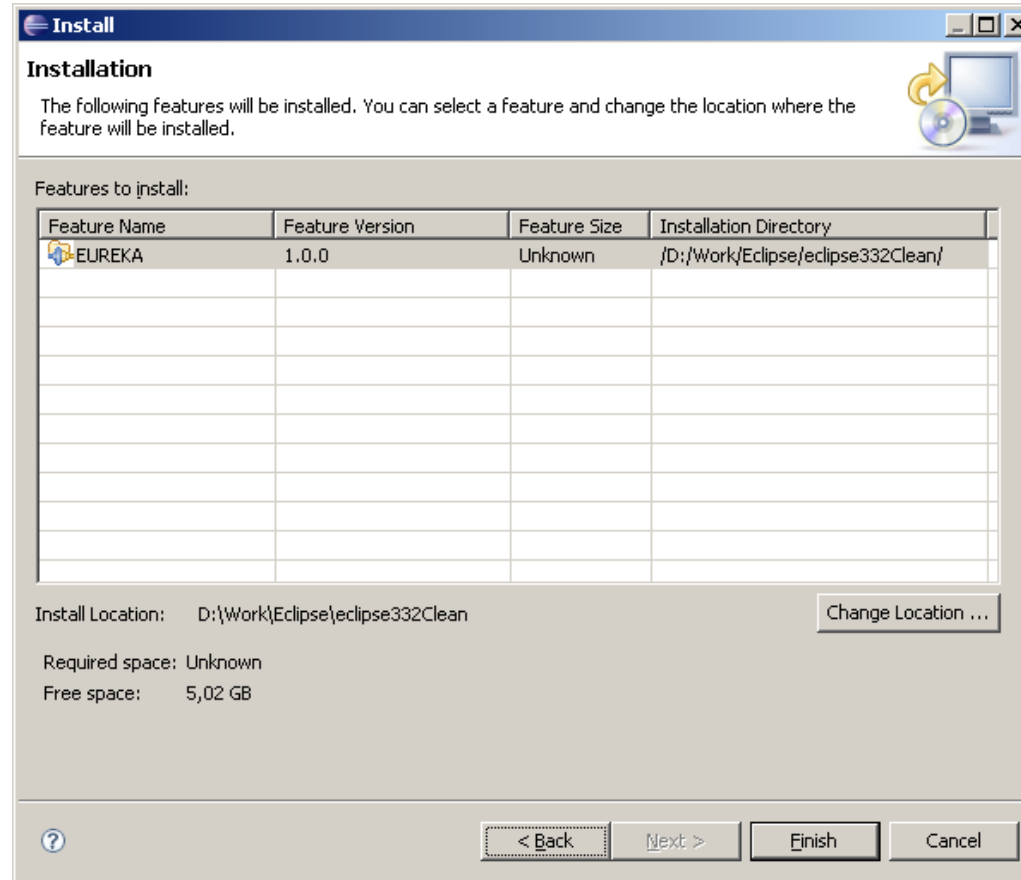 Install
Installation
The following features will be installed. You can select a feature and change the location where the
feature will be installed.
Features to install:
Feature Name Feature Version Feature Size Installation Directory
EUREKA 1.0.0 Unknown /D:/Work/Eclipse/eclipse332Clean/
Install Location: D:\Work\Eclipse\eclipse332Clean Change Location ...
Required space: Unknown
Free space: 5,02 GB
? < Back Next > Finish Cancel